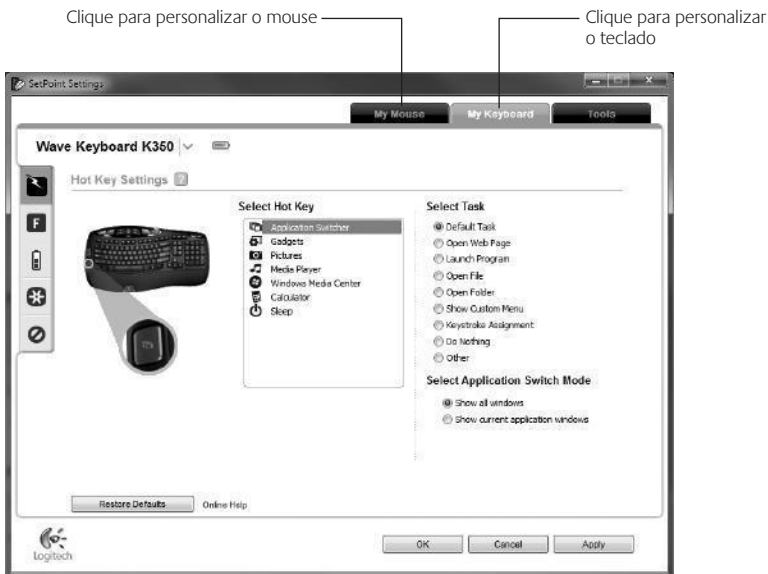 Clique para personalizar o mouse
Clique para personalizar
o teclado
SetPoint Settings
My Mouse
My Keyboard
Tools
Wave Keyboard K350
Hot Key Settings ?
Select Hot Key
Application Switcher
Gadgets
Pictures
Media Player
Windows Media Center
Calculator
Sleep
Select Task
Default Task
Open Web Page
Launch Program
Open File
Open Folder
Show Custom Menu
Keystroke Assignment
Do Nothing
Other
Select Application Switch Mode
Show all windows
Show current application windows
F
Restore Defaults
Online Help
Logitech
OK
Cancel
Apply